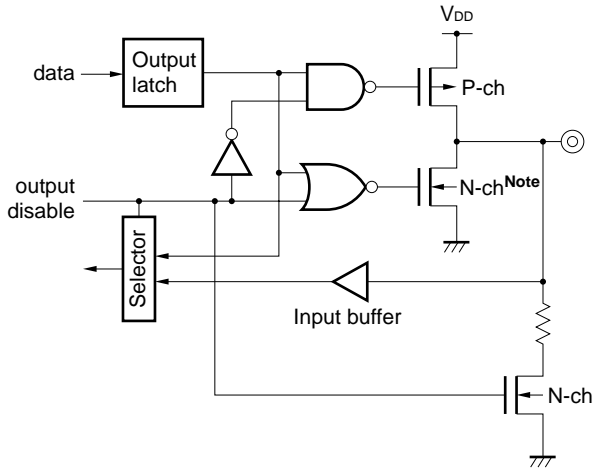 VDD
data
Output
latch
P-ch
output
disable
N-chNote
Selector
Input buffer
N-ch